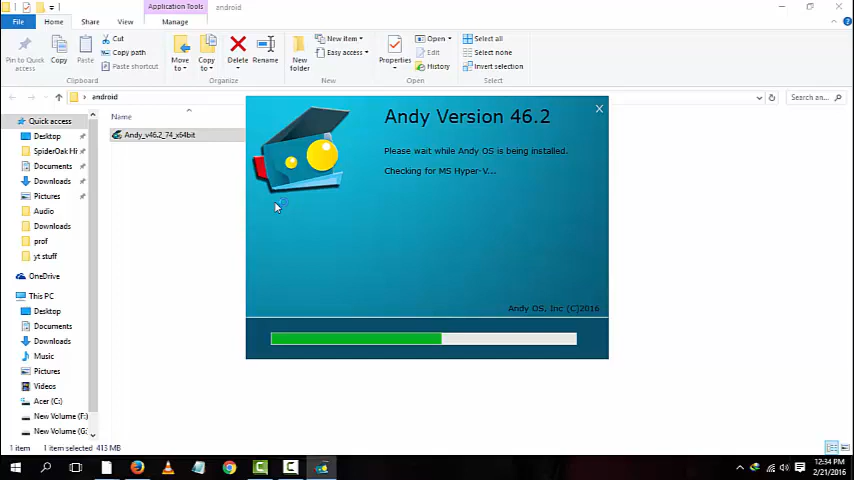 Application Tools
android
File
Home
Share
View
Manage
Pin to Quick access
Copy
Paste
Cut
Copy path
Paste shortcut
Clipboard
Move to
Copy to
Delete
Rename
Organize
New folder
New item
Easy access
New
Properties
Open
Edit
History
Open
Select all
Select none
Invert selection
Select
android
Search an...
Quick access
Desktop
SpiderOak Hi
Documents
Downloads
Pictures
Audio
Downloads
prof
yt stuff
OneDrive
This PC
Desktop
Documents
Downloads
Music
Pictures
Videos
Acer (C:)
New Volume (F:)
New Volume (G:
Name
Andy_v46.2_74_x64bit
Andy Version 46.2
X
Please wait while Andy OS is being installed.
Checking for MS Hyper-V...
Andy OS, Inc (C)2016
1 item
1 item selected
413 MB
12:34 PM
2/21/2016